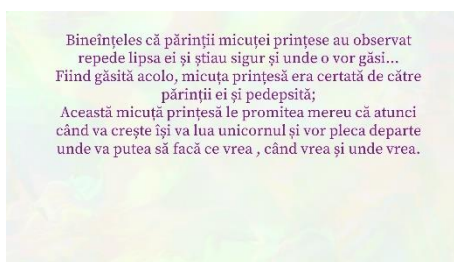 Bineînțeles că părinții micuței prințese au observat
repede lipsa ei și știau sigur și unde o vor găsi...
Fiind găsită acolo, micuța prințesă era certată de către
părinții ei și pedepsită;
Această micuță prințesă le promitea mereu că atunci
când va crește își va lua unicornul și vor pleca departe
unde va putea să facă ce vrea , când vrea și unde vrea.